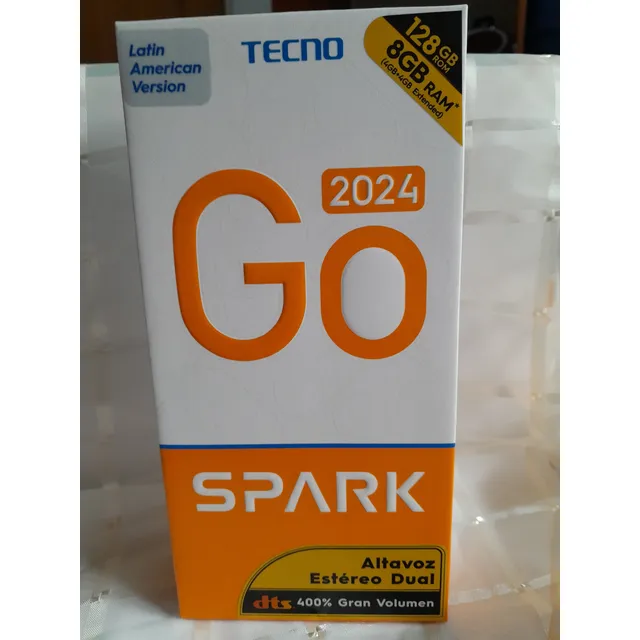 Latin
American
Version
TECNO
128GB
ROM
8GB RAM*
(4GB+4GB Extended)
2024
Go
SPARK
Altavoz
Estéreo Dual
dts 400% Gran Volumen